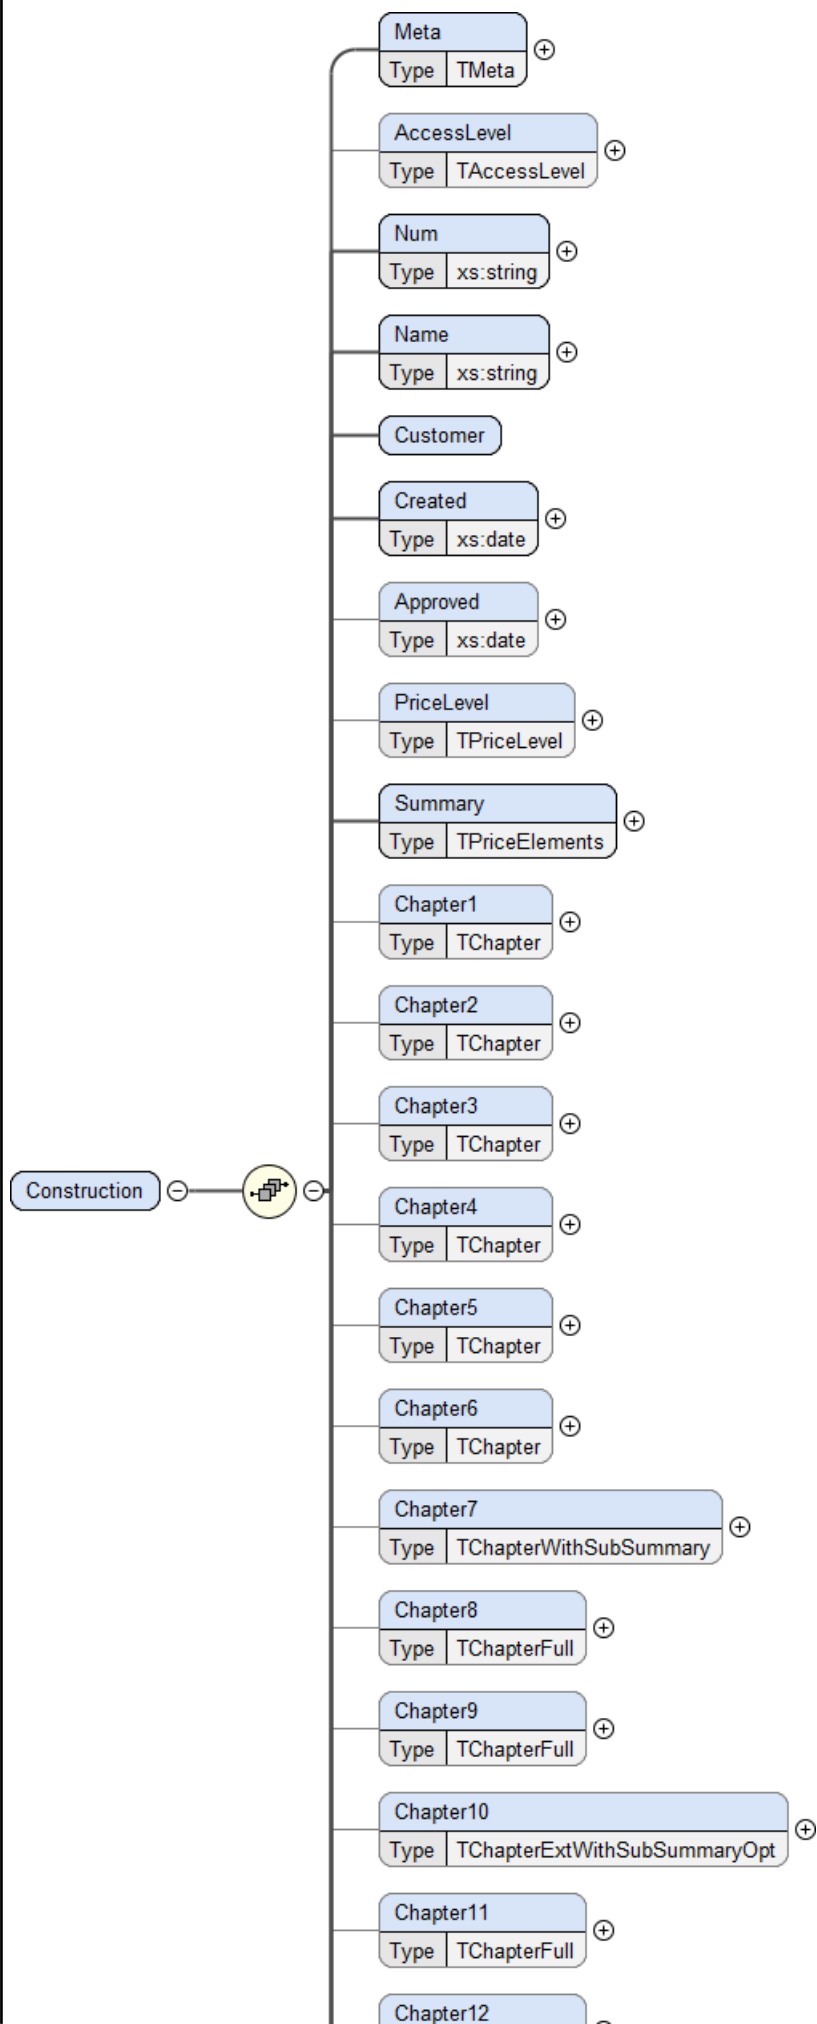 Meta
Type TMeta
AccessLevel
Type TAccessLevel
Num
Type xs:string
Name
Type xs:string
Customer
Created
Type xs:date
Approved
Type xs:date
PriceLevel
Type TPriceLevel
Summary
Type TPriceElements
Chapter1
Type TChapter
Chapter2
Type TChapter
Chapter3
Type TChapter
Construction
Chapter4
Type TChapter
Chapter5
Type TChapter
Chapter6
Type TChapter
Chapter7
Type TChapterWithSubSummary
Chapter8
Type TChapterFull
Chapter9
Type TChapterFull
Chapter10
Type TChapterExtWithSubSummaryOpt
Chapter11
Type TChapterFull
Chapter12